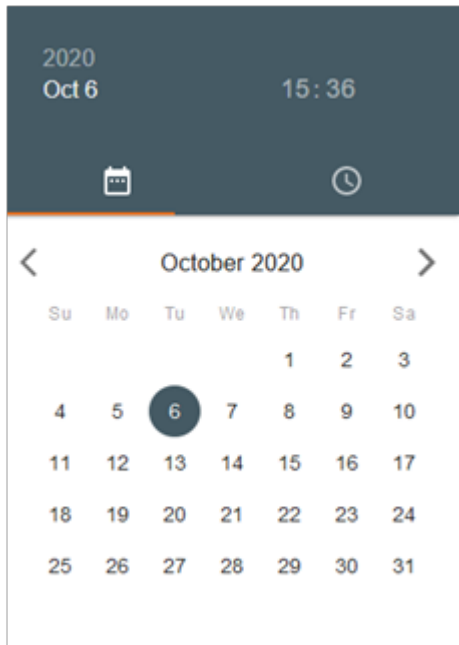 2020
Oct 6 15:36
October 2020
Su Mo Tu We Th Fr Sa
1 2 3
4 5 6 7 8 9 10
11 12 13 14 15 16 17
18 19 20 21 22 23 24
25 26 27 28 29 30 31